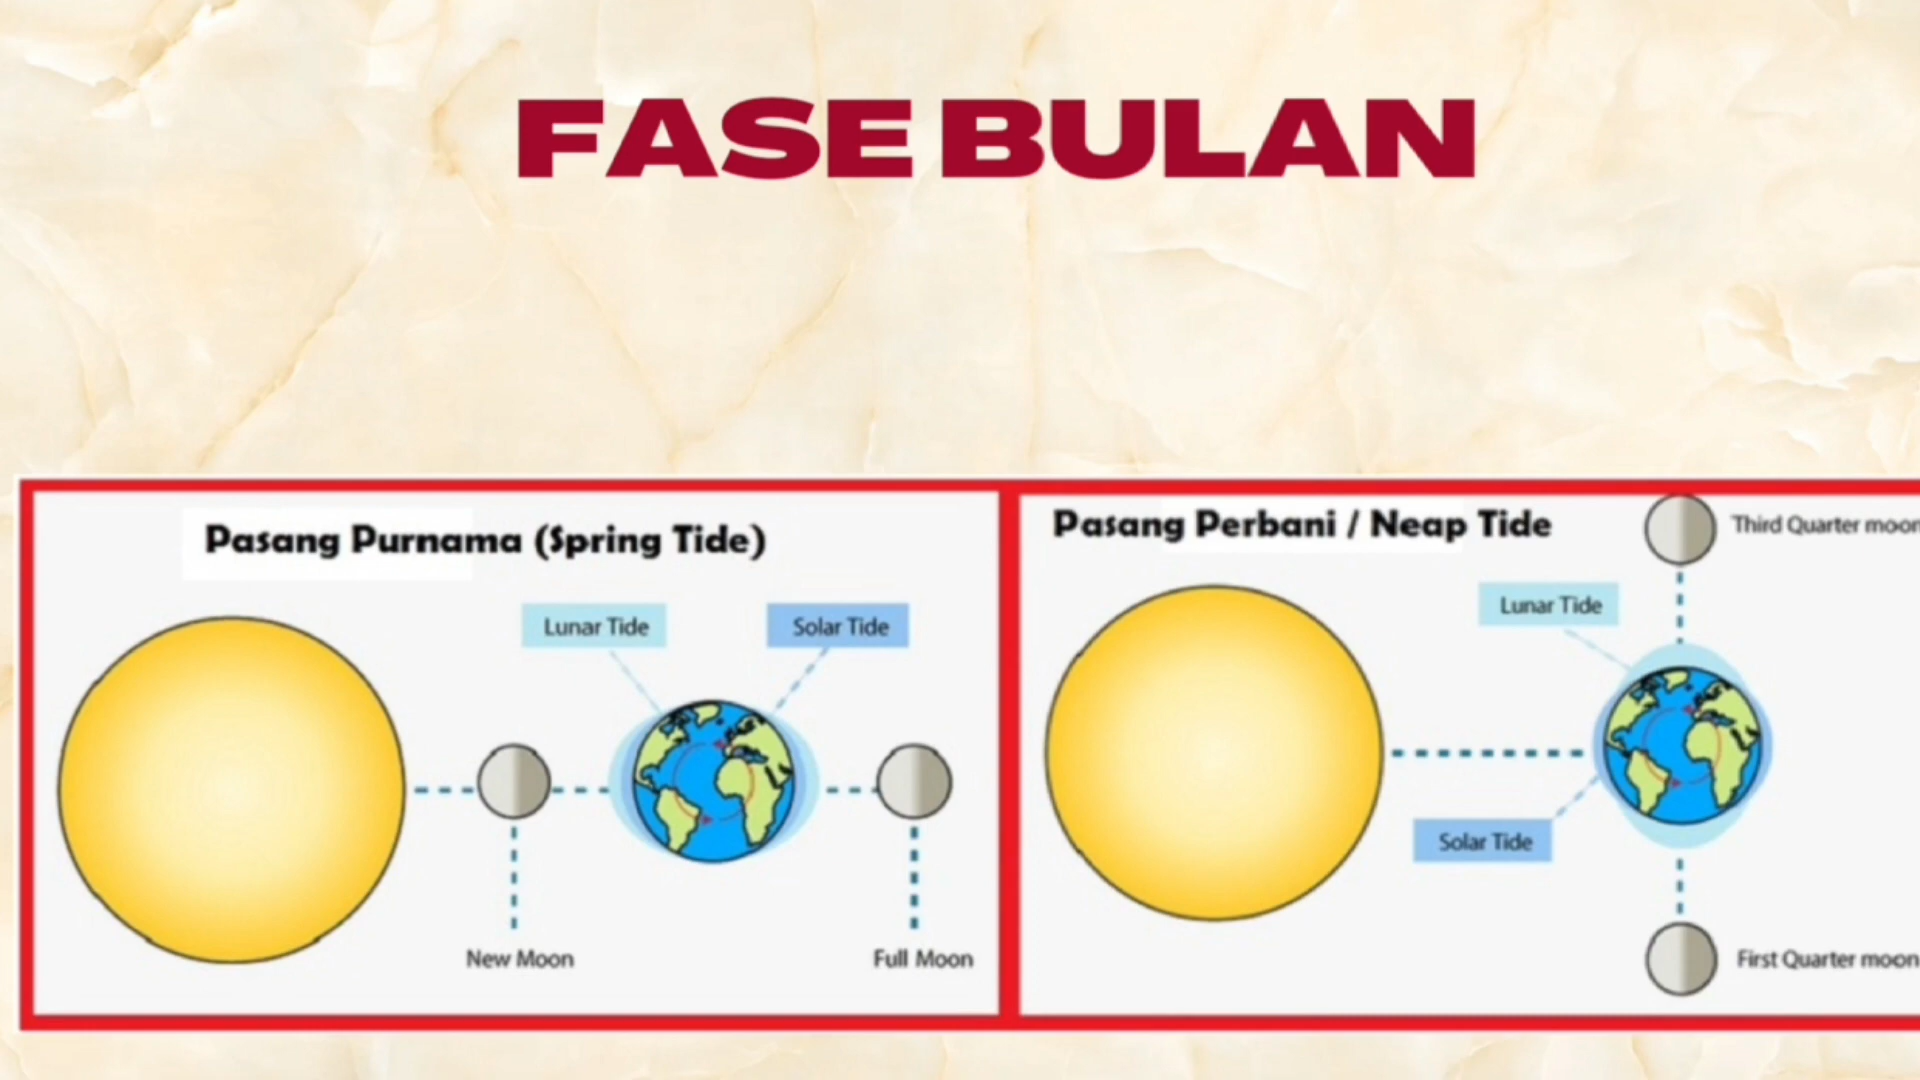 FASE BULAN
Pasang Purnama (Spring Tide)
Lunar Tide
Solar Tide
New Moon
Full Moon
Pasang Perbani / Neap Tide
Third Quarter moon
Lunar Tide
Solar Tide
First Quarter moon